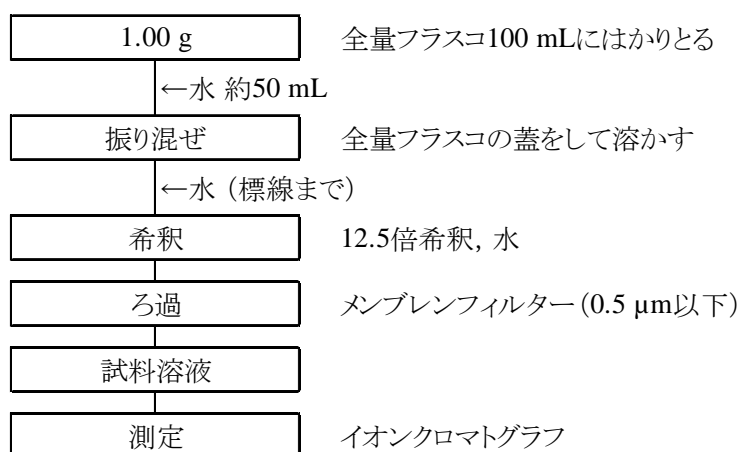 1.00 g 全量フラスコ100 mLにはかりとる
←水 約50 mL
振り混ぜ 全量フラスコの蓋をして溶かす
←水（標線まで）
希釈 12.5倍希釈, 水
ろ過 メンブレンフィルター（0.5 µm以下）
試料溶液
測定 イオンクロマトグラフ